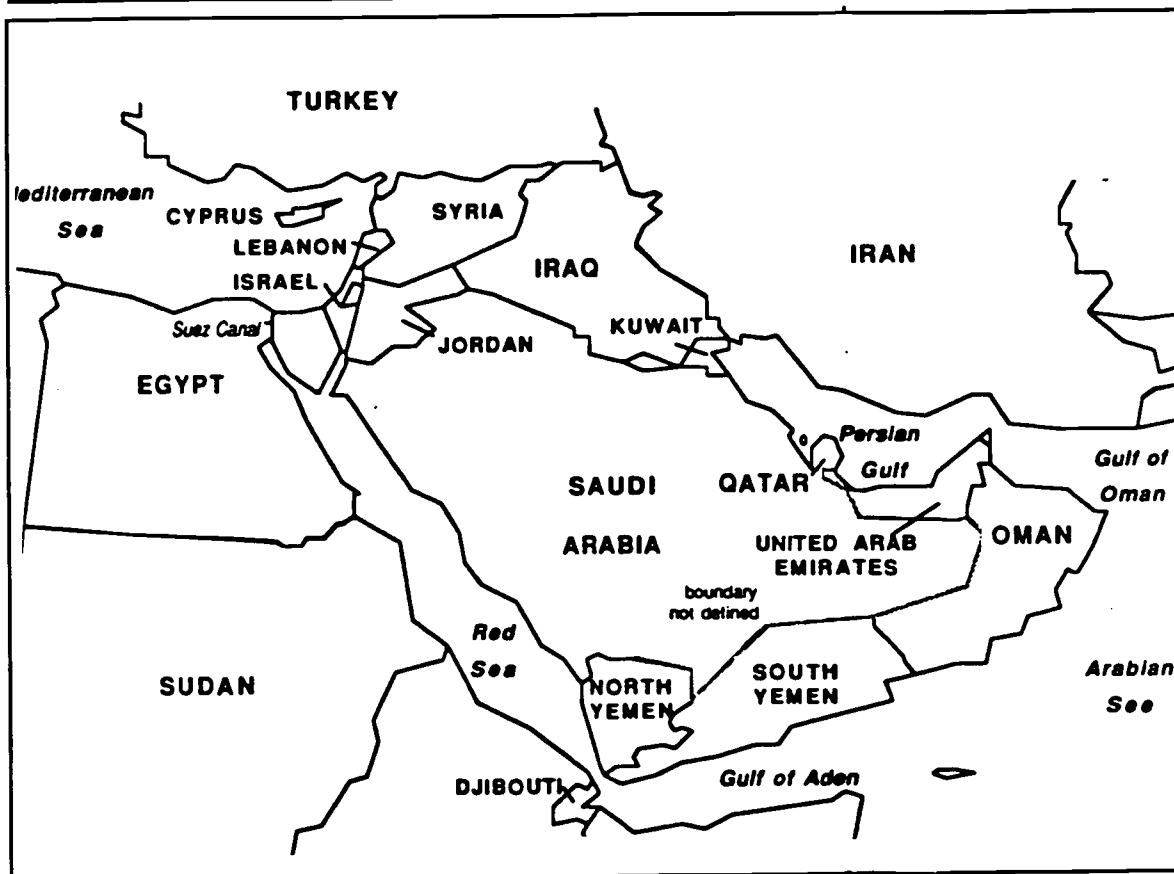 TURKEY
lediterranean
Sea
CYPRUS
SYRIA
LEBANON
IRAQ
IRAN
ISRAEL
Suez Canal
KUWAIT
JORDAN
EGYPT
Persian
Gulf
Gulf of
Oman
SAUDI
ARABIA
QATAR
OMAN
UNITED ARAB
EMIRATES
boundary
not defined
Red
Sea
SUDAN
NORTH
YEMEN
SOUTH
YEMEN
Arabian
See
DJIBOUTI
Gulf of Aden